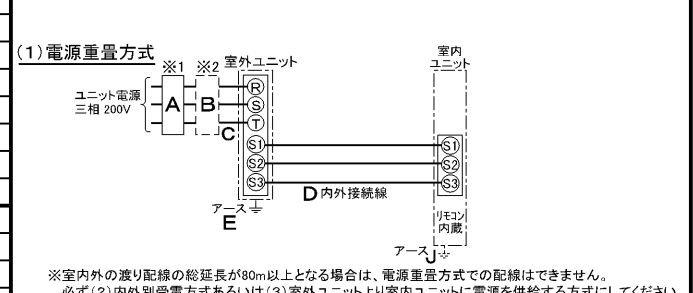 (1)電源重畳方式
※1 ※2 室外ユニット
室内
ユニット
ユニット電源
三相 200V
A B
C
R
S
T
S1
S2
S3
S1
S2
S3
D 内外接続線
アース
E
リモコン
内蔵
アース J
※室内外の渡り配線の総延長が80m以上となる場合は、電源重畳方式での配線はできません。
必ず(2)内外別受電方式あるいは(3)室外ユニットより室内ユニットに電源を供給する方式にしてください